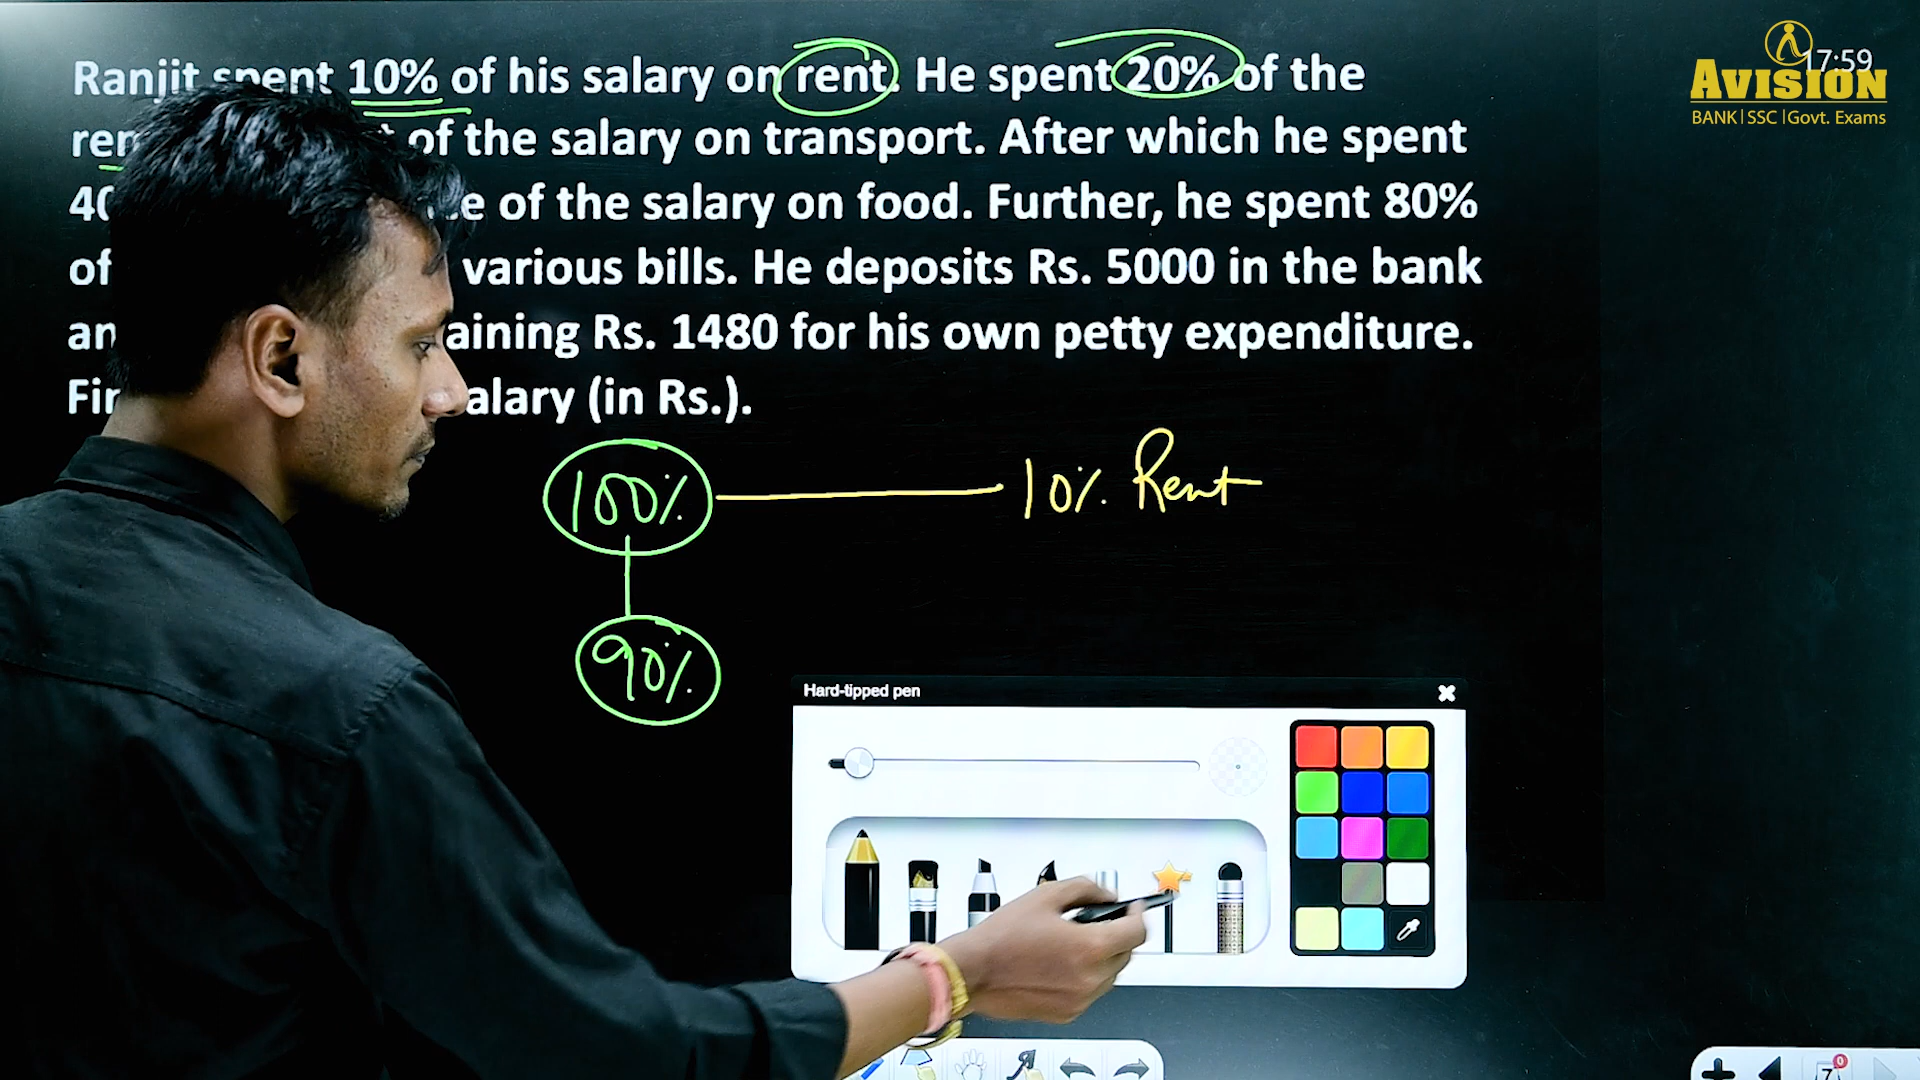 Ranjit spent 10% of his salary on rent. He spent 20% of the
of the salary on transport. After which he spent
of the salary on food. Further, he spent 80%
of various bills. He deposits Rs. 5000 in the bank
Rs. 1480 for his own petty expenditure.
(in Rs.).
100% 10% Rent
90%
Hard-tipped pen
17:59
AVISION
BANK | SSC | Govt. Exams
7
0